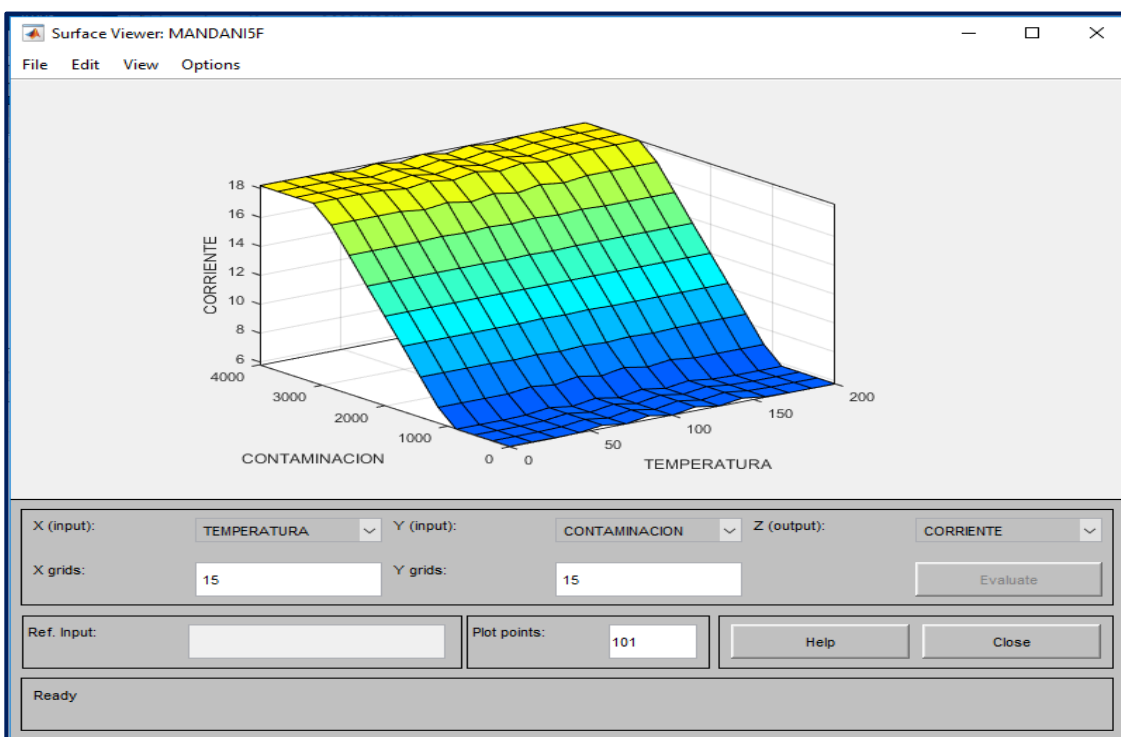 Surface Viewer: MANDANI5F
File Edit View Options
18
16
14
12
10
8
6
CORRIENTE
4000
3000
2000
1000
0
CONTAMINACION
0
50
100
150
200
TEMPERATURA
X (input): TEMPERATURA Y (input): CONTAMINACION Z (output): CORRIENTE
X grids: 15 Y grids: 15 Evaluate
Ref. Input: Plot points: 101 Help Close
Ready